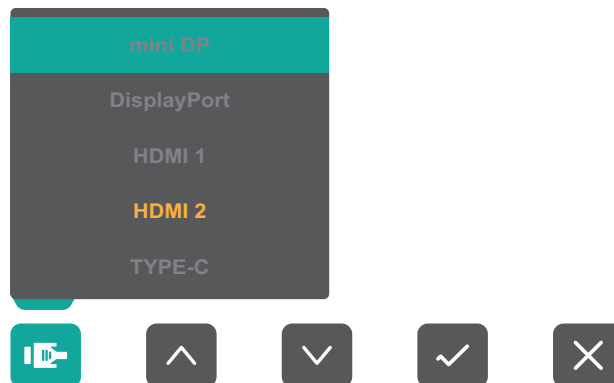 mini DP
DisplayPort
HDMI 1
HDMI 2
TYPE-C